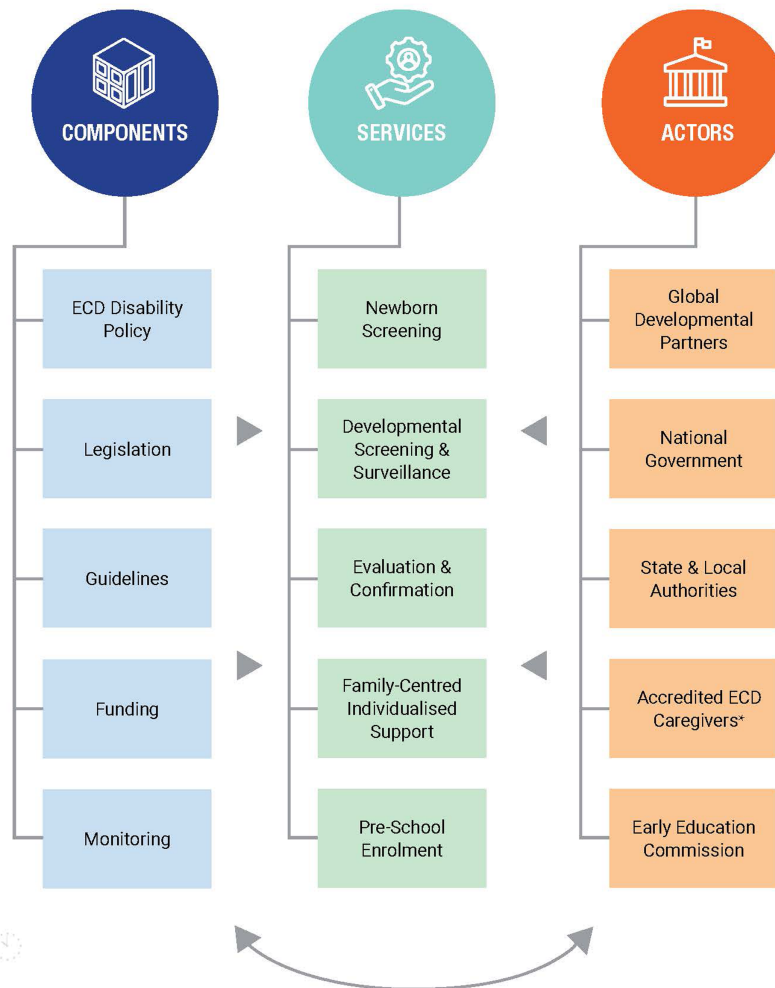 COMPONENTS
SERVICES
ACTORS
ECD Disability
Policy
Legislation
Guidelines
Funding
Monitoring
Newborn
Screening
Developmental
Screening &
Surveillance
Evaluation &
Confirmation
Family-Centred
Individualised
Support
Pre-School
Enrolment
Global
Developmental
Partners
National
Government
State & Local
Authorities
Accredited ECD
Caregivers*
Early Education
Commission